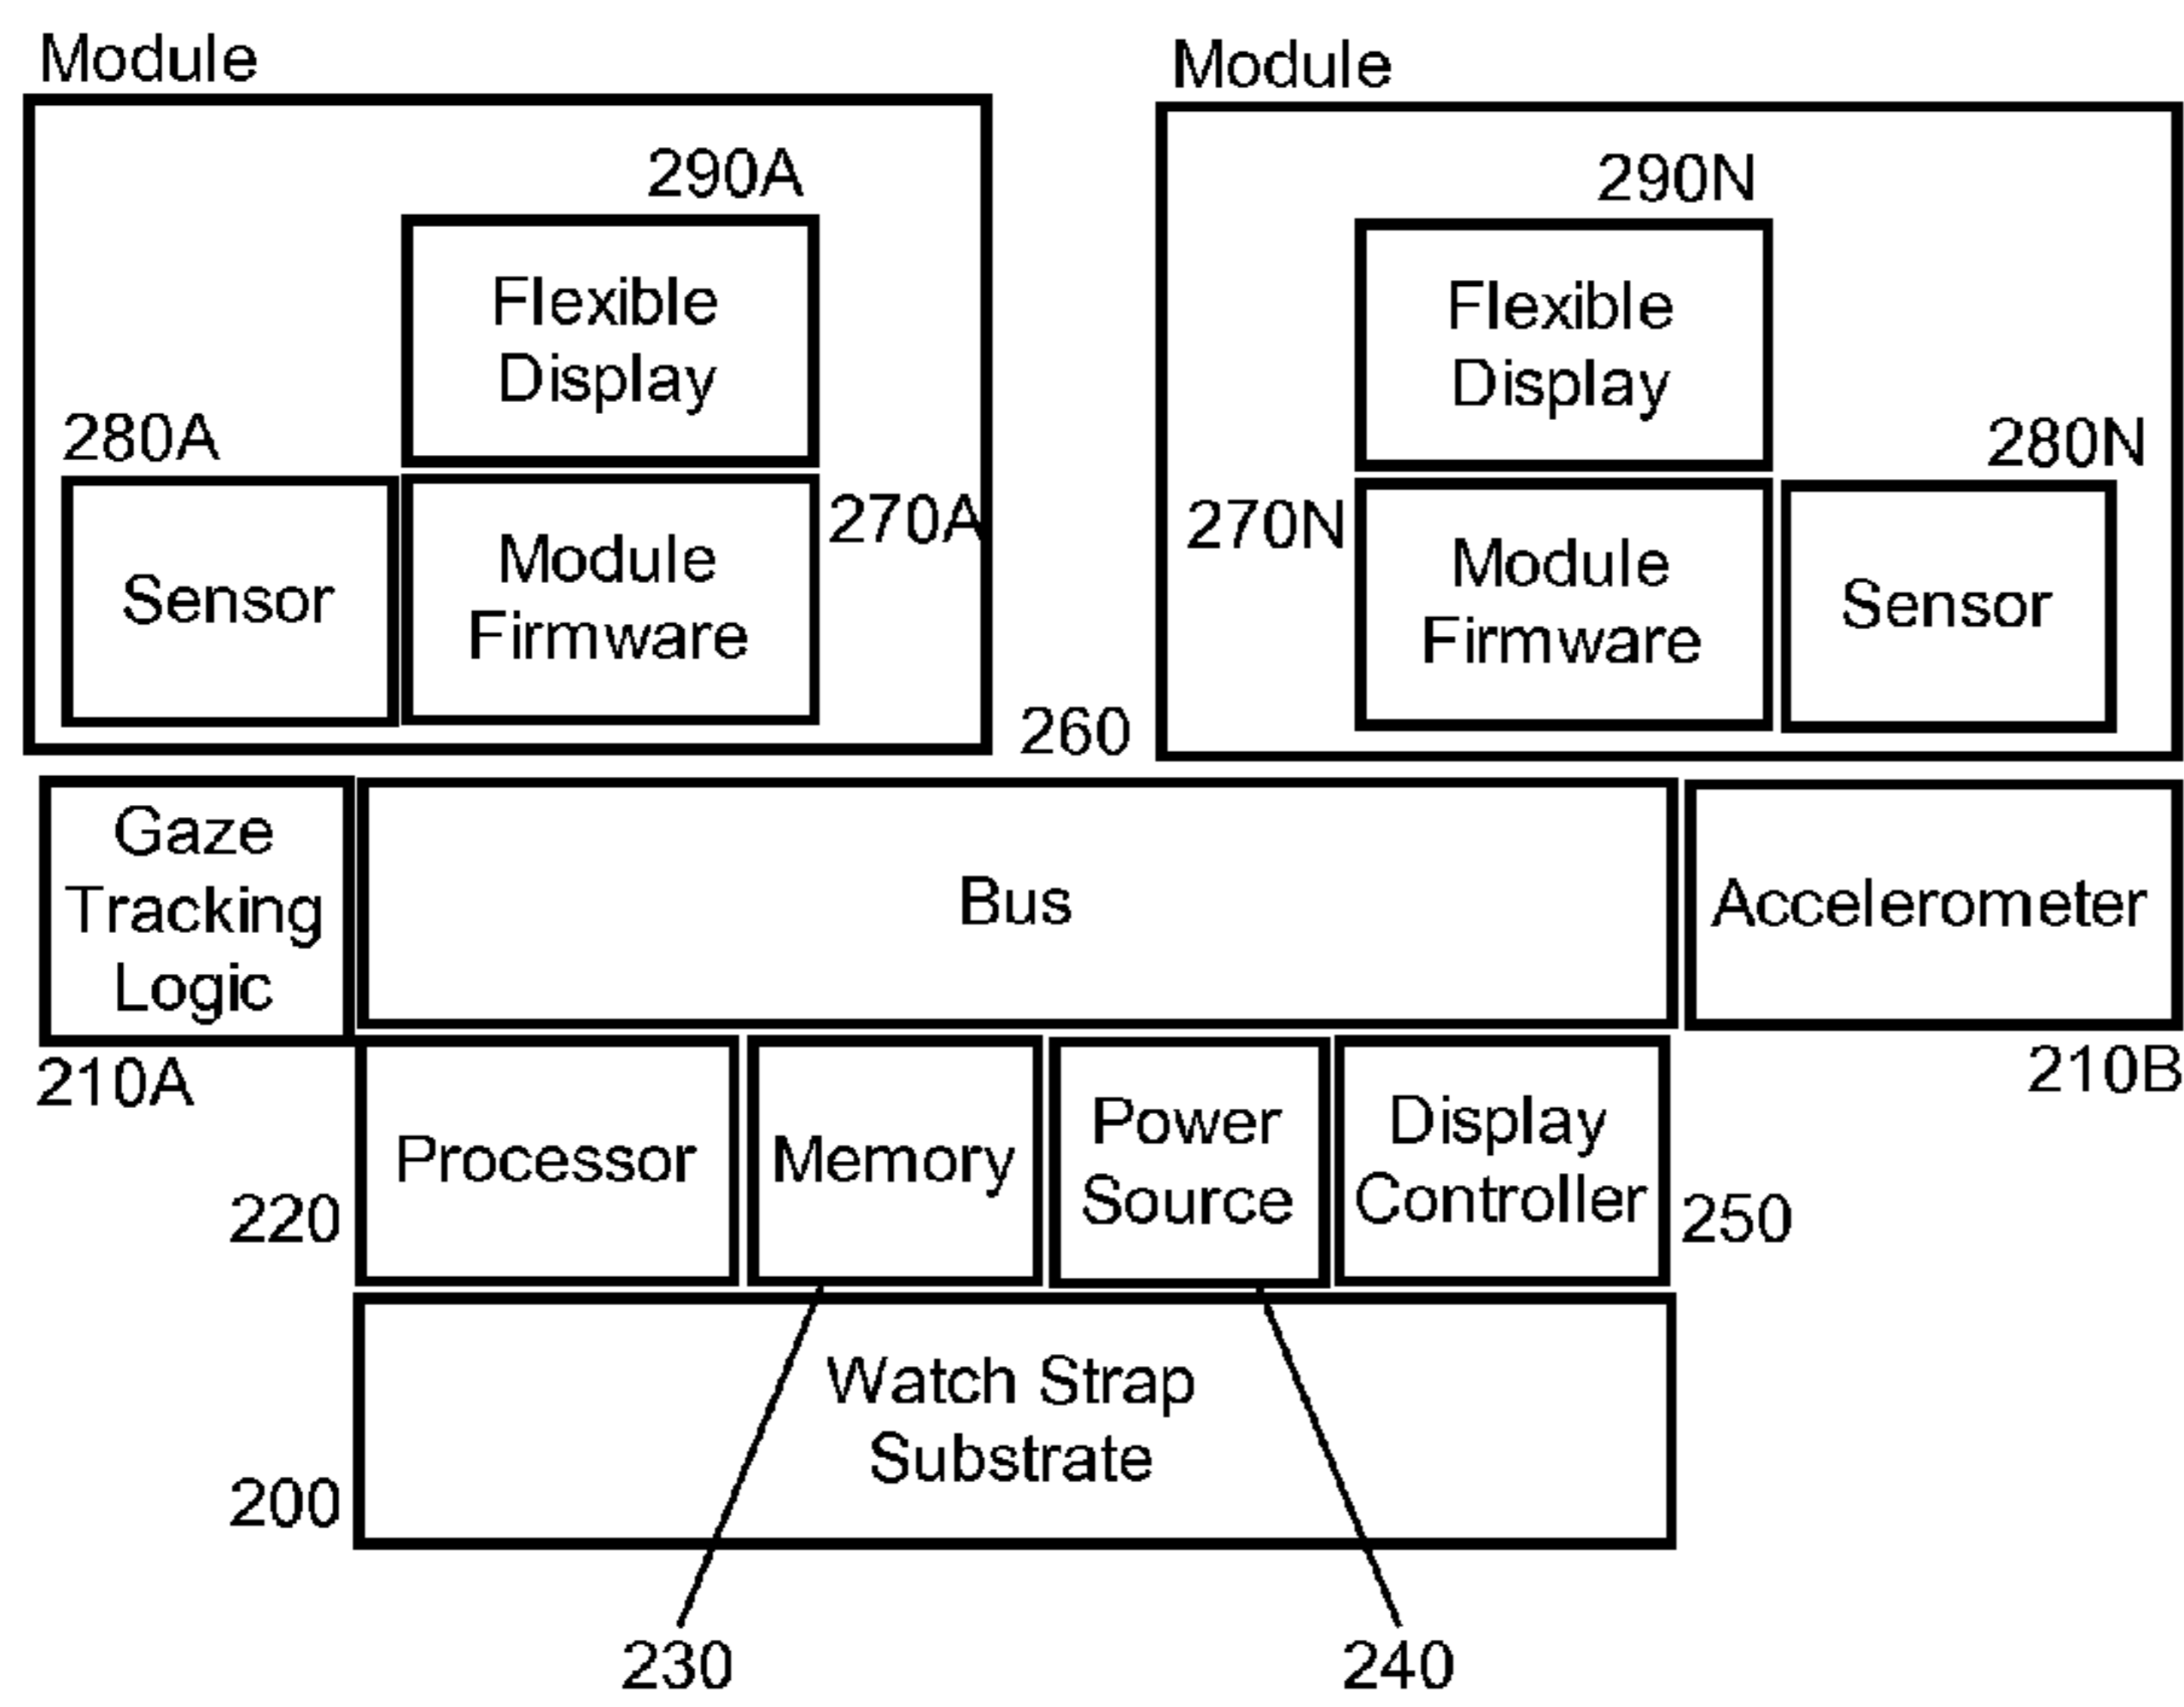 Module
Module
290A
290N
Flexible
Display
Flexible
Display
280A
280N
270A
270N
Sensor
Module
Firmware
Module
Firmware
Sensor
260
Gaze
Tracking
Logic
Bus
Accelerometer
210A
210B
Processor
Memory
Power
Source
Display
Controller
220
250
Watch Strap
Substrate
200
230
240